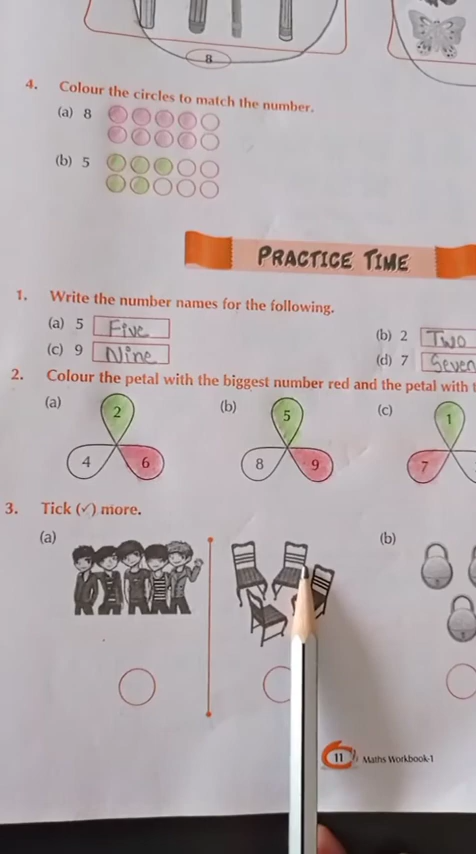 8
4. Colour the circles to match the number.
(a) 8
(b) 5
PRACTICE TIME
1. Write the number names for the following.
(a) 5 Five
(b) 2 Two
(c) 9 Nine
(d) 7 Seven
2. Colour the petal with the biggest number red and the petal with
(a) 2 4 6
(b) 5 8 9
(c) 1 7
3. Tick (✓) more.
(a)
(b)
11 Maths Workbook-1